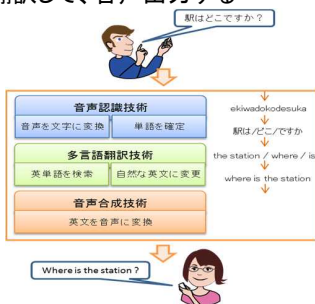 翻訳して、音声出力する
駅はどこですか？
音声認識技術
音声を文字に変換
単語を確定
ekiwadokodesuka
駅は/どこ/ですか
多言語翻訳技術
英単語を検索
自然な英文に変更
the station / where / is
where is the station
音声合成技術
英文を音声に変換
Where is the station ?